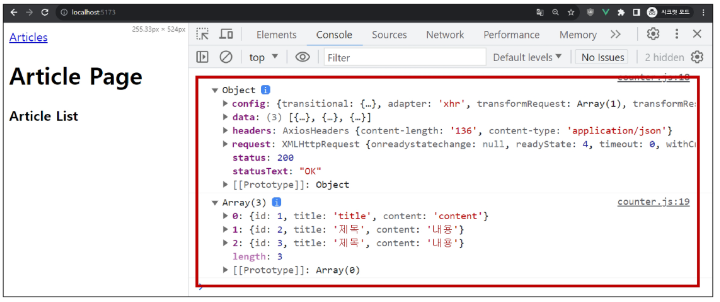 localhost:5173
시크릿 모드
Articles
255.33px × 524px
Article Page
Article List
Elements Console Sources Network Performance Memory
top Filter Default levels No Issues 2 hidden
counter.js:18
Object
config: {transitional: {…}, adapter: 'xhr', transformRequest: Array(1), transformRes
data: (3) [{…}, {…}, {…}]
headers: AxiosHeaders {content-length: '136', content-type: 'application/json'}
request: XMLHttpRequest {onreadystatechange: null, readyState: 4, timeout: 0, withCr
status: 200
statusText: "OK"
[[Prototype]]: Object
counter.js:19
Array(3)
0: {id: 1, title: 'title', content: 'content'}
1: {id: 2, title: '제목', content: '내용'}
2: {id: 3, title: '제목', content: '내용'}
length: 3
[[Prototype]]: Array(0)